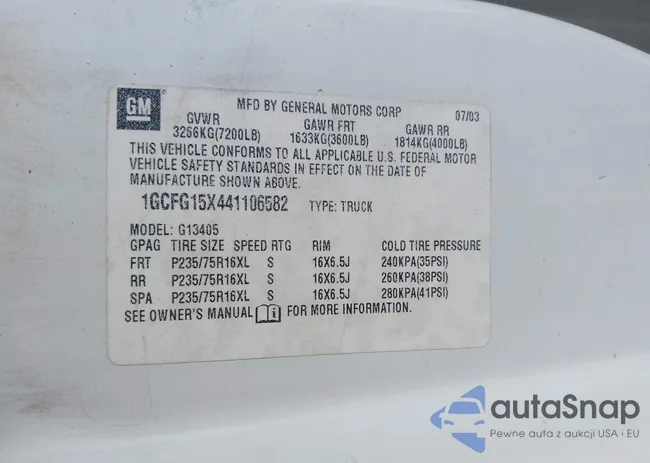 GM
MFD BY GENERAL MOTORS CORP 07/03
GVWR GAWR FRT GAWR RR
3266KG(7200LB) 1633KG(3600LB) 1814KG(4000LB)
THIS VEHICLE CONFORMS TO ALL APPLICABLE U.S. FEDERAL MOTOR
VEHICLE SAFETY STANDARDS IN EFFECT ON THE DATE OF
MANUFACTURE SHOWN ABOVE.
1GCFG15X441106582 TYPE: TRUCK
MODEL: G13405
GPAG TIRE SIZE SPEED RTG RIM COLD TIRE PRESSURE
FRT P235/75R16XL S 16X6.5J 240KPA(35PSI)
RR P235/75R16XL S 16X6.5J 260KPA(38PSI)
SPA P235/75R16XL S 16X6.5J 280KPA(41PSI)
SEE OWNER'S MANUAL FOR MORE INFORMATION.
autaSnap
Pewne auta z aukcji USA i EU